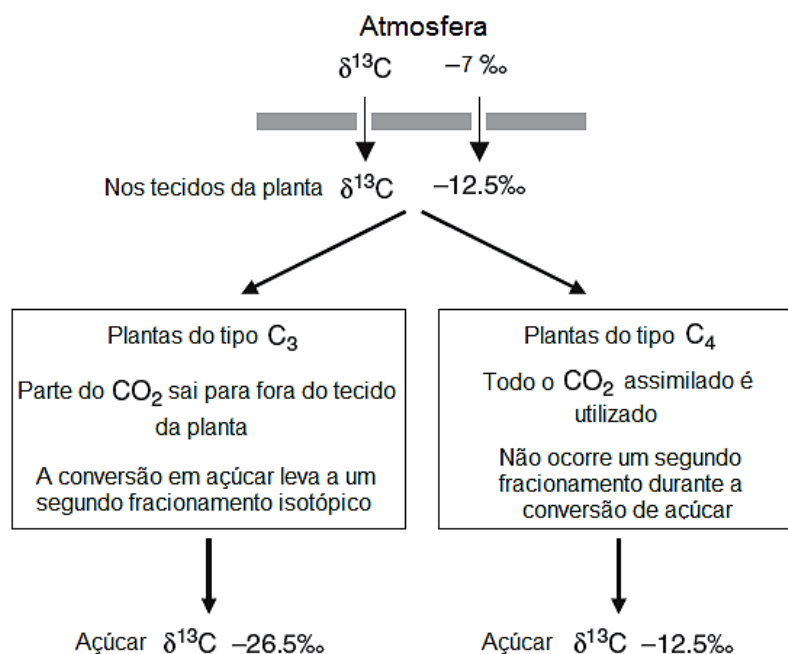 Atmosfera
δ¹³C –7 ‰
Nos tecidos da planta δ¹³C –12.5‰
Plantas do tipo C₃
Parte do CO₂ sai para fora do tecido
da planta
A conversão em açúcar leva a um
segundo fracionamento isotópico
Plantas do tipo C₄
Todo o CO₂ assimilado é
utilizado
Não ocorre um segundo
fracionamento durante a
conversão de açúcar
Açúcar δ¹³C –26.5‰
Açúcar δ¹³C –12.5‰